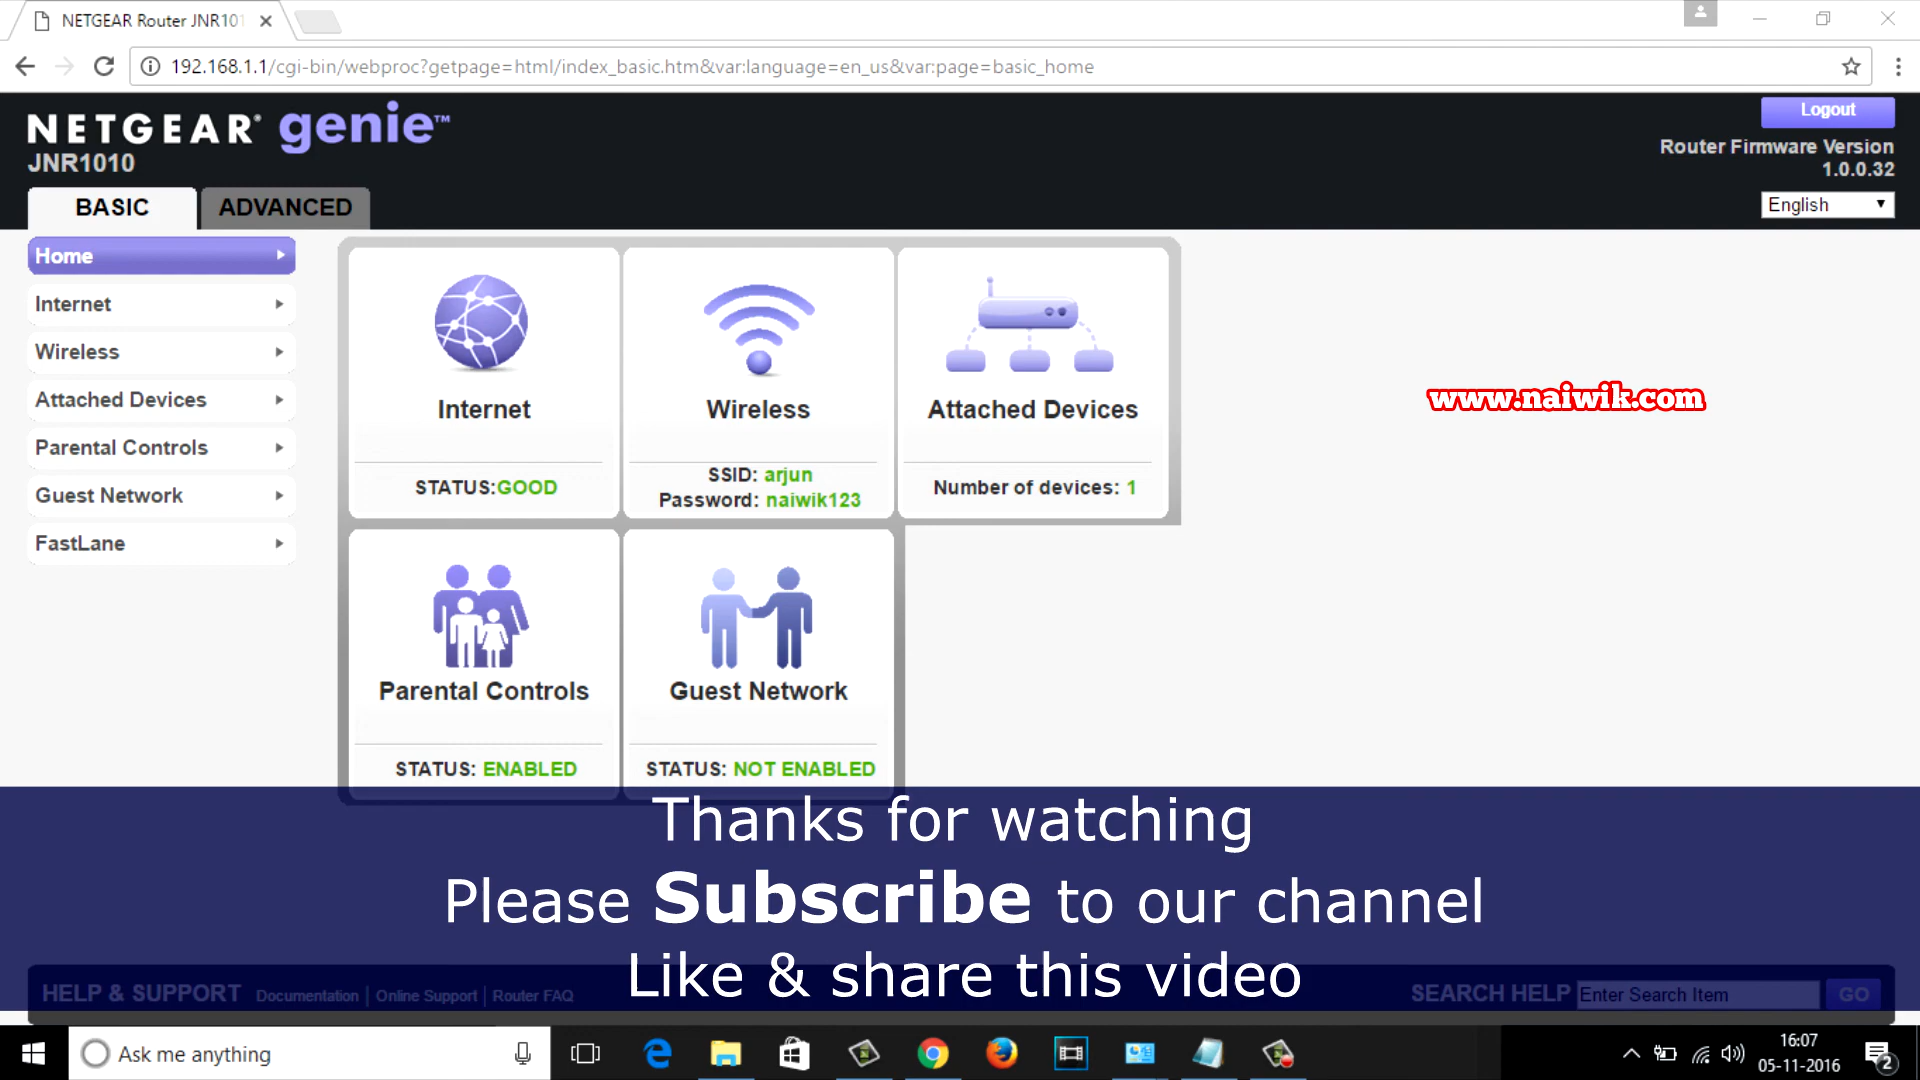 NETGEAR Router JNR101
192.168.1.1/cgi-bin/webproc?getpage=html/index_basic.htm&var:language=en_us&var:page=basic_home
NETGEAR® genie™
JNR1010
Logout
Router Firmware Version
1.0.0.32
English
BASIC
ADVANCED
Home
Internet
Wireless
Attached Devices
Parental Controls
Guest Network
FastLane
Internet
STATUS:GOOD
Wireless
SSID: arjun
Password: naiwik123
Attached Devices
Number of devices: 1
www.naiwik.com
Parental Controls
STATUS: ENABLED
Guest Network
STATUS: NOT ENABLED
Thanks for watching
Please Subscribe to our channel
Like & share this video
HELP & SUPPORT Documentation | Online Support | Router FAQ
SEARCH HELP Enter Search Item GO
Ask me anything
16:07
05-11-2016
2